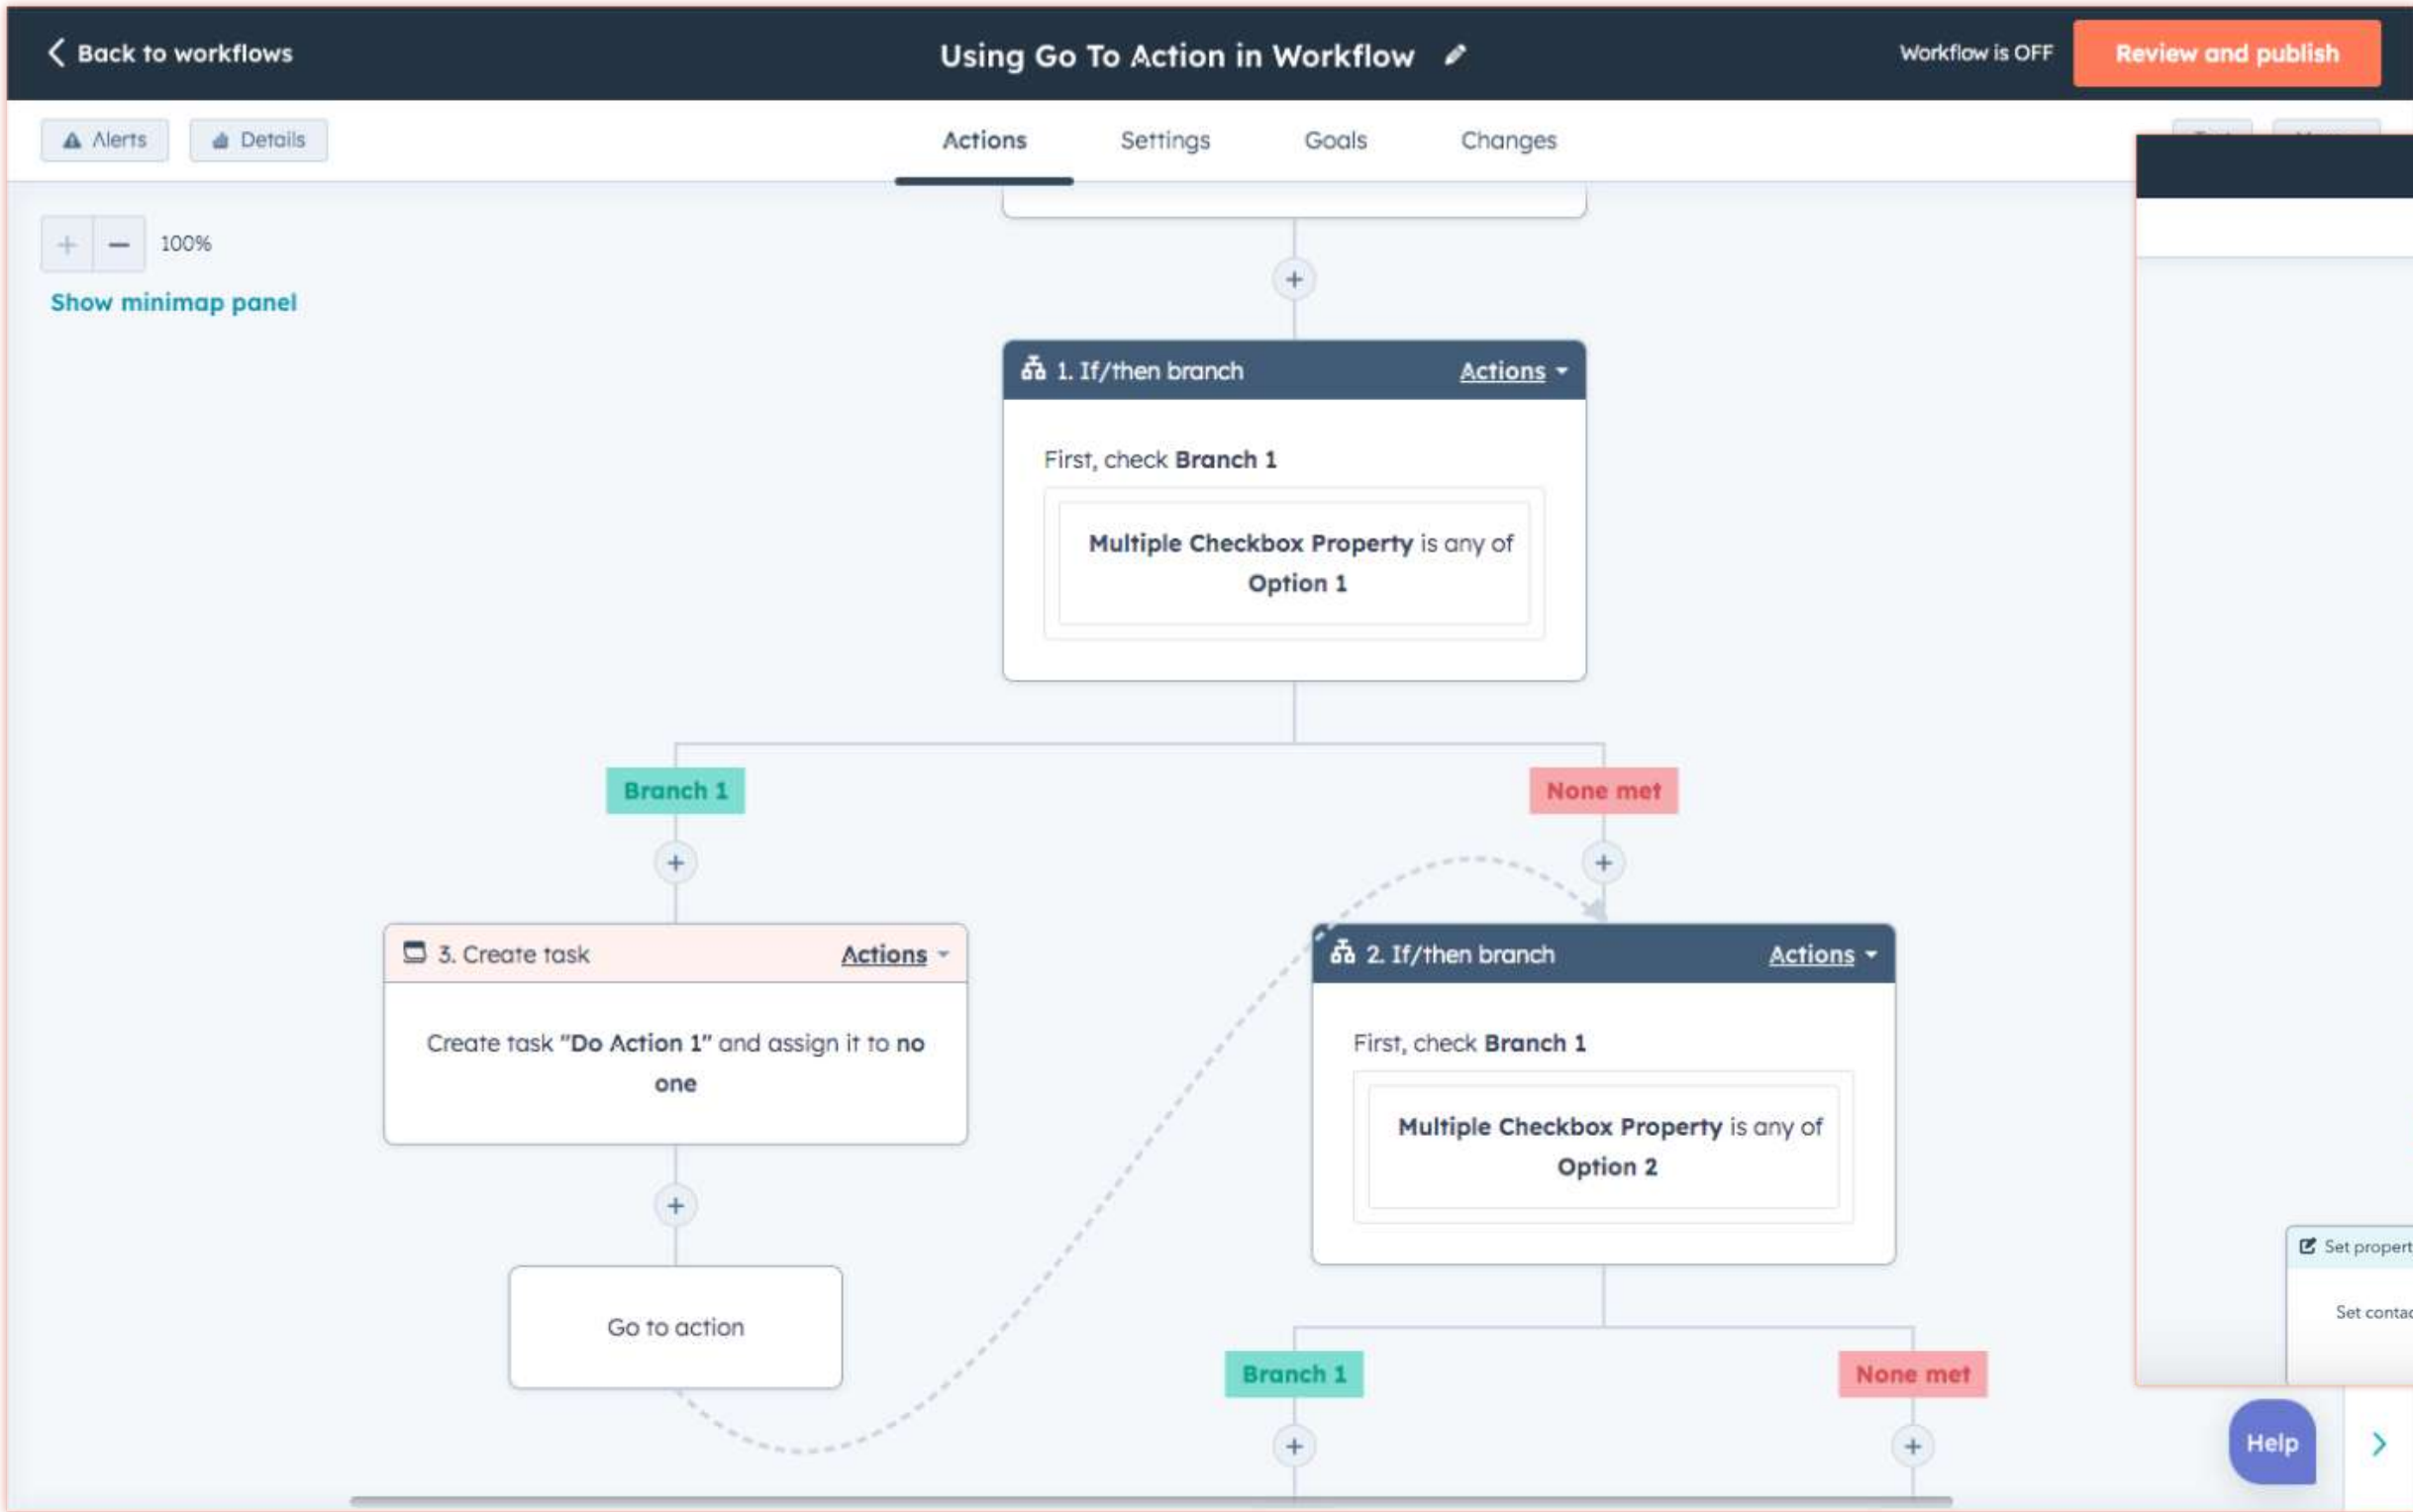 Back to workflows
Using Go To Action in Workflow
Workflow is OFF
Review and publish
Alerts
Details
Actions
Settings
Goals
Changes
100%
Show minimap panel
1. If/then branch
Actions
First, check Branch 1
Multiple Checkbox Property is any of
Option 1
Branch 1
None met
3. Create task
Actions
Create task "Do Action 1" and assign it to no
one
2. If/then branch
Actions
First, check Branch 1
Multiple Checkbox Property is any of
Option 2
Go to action
Branch 1
None met
Set propert
Set contac
Help